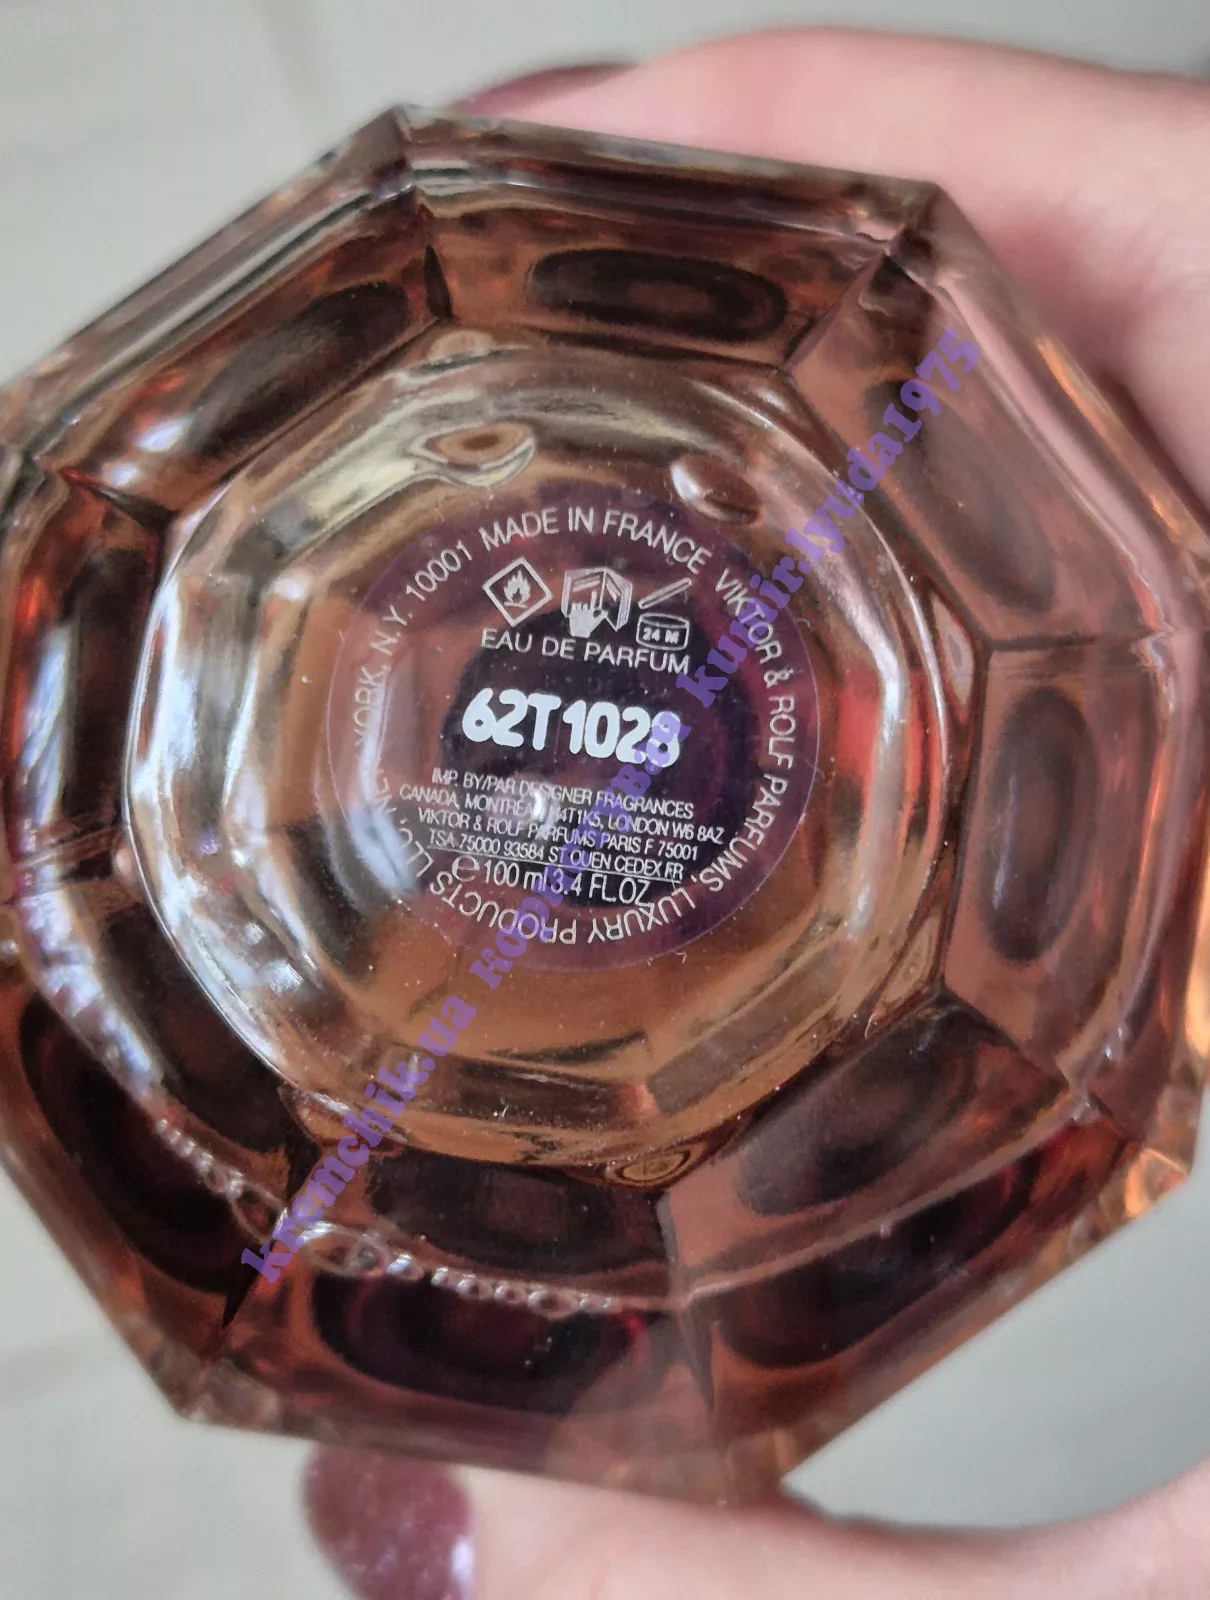 MADE IN FRANCE VIKTOR & ROLF PARFUMS, LUXURY PRODUCTS LLC, NEW YORK, N.Y. 10001
24 M
EAU DE PARFUM
62T1028
IMP. BY/PAR DESIGNER FRAGRANCES
CANADA, MONTREAL H4T1K5, LONDON W6 8AZ
VIKTOR & ROLF PARFUMS PARIS F 75001
TSA 75000 93584 ST OUEN CEDEX FR
e 100 ml 3.4 FL.OZ
kremchik.ua kumir.lyuda1975